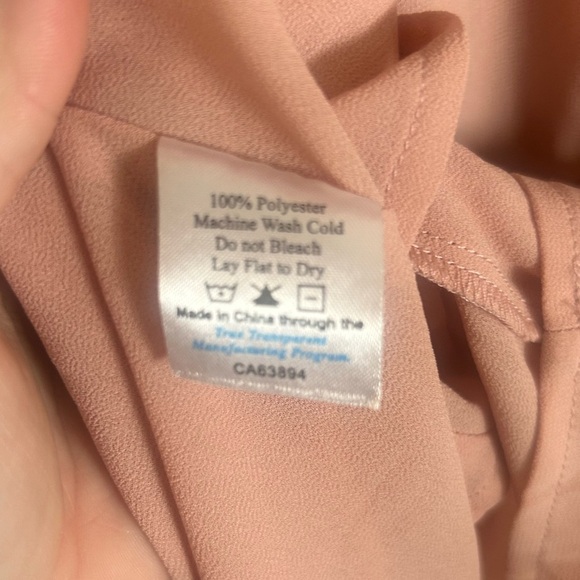 100% Polyester
Machine Wash Cold
Do not Bleach
Lay Flat to Dry
Made in China through the
True Transparent
Manufacturing Program.
CA63894